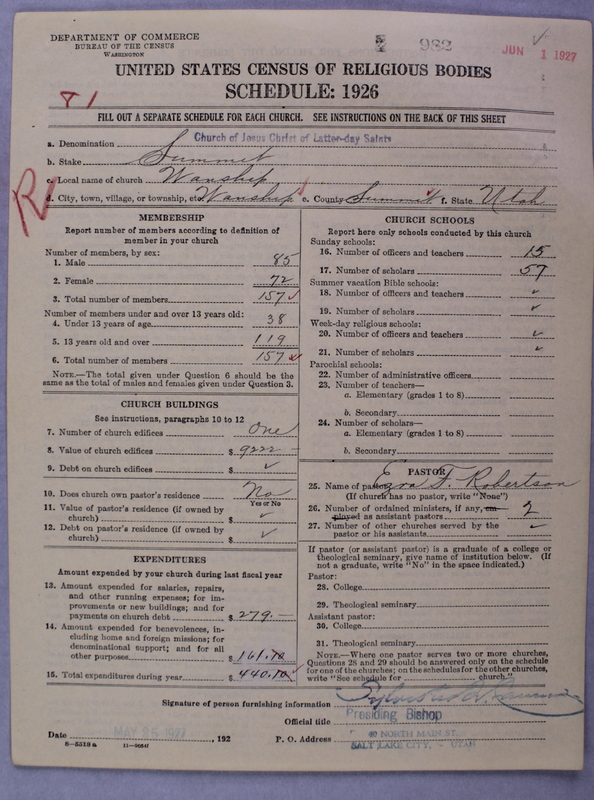 DEPARTMENT OF COMMERCE
BUREAU OF THE CENSUS
WASHINGTON
982
JUN 1 1927
UNITED STATES CENSUS OF RELIGIOUS BODIES
SCHEDULE: 1926
81
FILL OUT A SEPARATE SCHEDULE FOR EACH CHURCH. SEE INSTRUCTIONS ON THE BACK OF THIS SHEET
a. Denomination Church of Jesus Christ of Latter-day Saints
b. Stake Summit
c. Local name of church Wanship
R
d. City, town, village, or township, etc. Wanship e. County Summit f. State Utah
MEMBERSHIP
Report number of members according to definition of
member in your church
Number of members, by sex:
1. Male 85
2. Female 72
3. Total number of members 157 ✓
Number of members under and over 13 years old:
4. Under 13 years of age 38
5. 13 years old and over 119
6. Total number of members 157 ✓
NOTE.—The total given under Question 6 should be the
same as the total of males and females given under Question 3.
CHURCH BUILDINGS
See instructions, paragraphs 10 to 12
7. Number of church edifices One
8. Value of church edifices $ 9222 —
9. Debt on church edifices $ ✓
10. Does church own pastor's residence No
Yes or No
11. Value of pastor's residence (if owned by
church) $ ✓
12. Debt on pastor's residence (if owned by
church) $ ✓
EXPENDITURES
Amount expended by your church during last fiscal year
13. Amount expended for salaries, repairs,
and other running expenses; for im-
provements or new buildings; and for
payments on church debt $ 279.—
14. Amount expended for benevolences, in-
cluding home and foreign missions; for
denominational support; and for all
other purposes $ 161.70
15. Total expenditures during year $ 440.70
CHURCH SCHOOLS
Report here only schools conducted by this church
Sunday schools:
16. Number of officers and teachers 15
17. Number of scholars 57
Summer vacation Bible schools:
18. Number of officers and teachers ✓
19. Number of scholars ✓
Week-day religious schools:
20. Number of officers and teachers ✓
21. Number of scholars ✓
Parochial schools:
22. Number of administrative officers
23. Number of teachers—
a. Elementary (grades 1 to 8)
b. Secondary
24. Number of scholars—
a. Elementary (grades 1 to 8)
b. Secondary
PASTOR
25. Name of pastor Ezra F. Robertson
(If church has no pastor, write "None")
26. Number of ordained ministers, if any, em-
ployed as assistant pastors 2
27. Number of other churches served by the
pastor or his assistants ✓
If pastor (or assistant pastor) is a graduate of a college or
theological seminary, give name of institution below. (If
not a graduate, write "No" in the space indicated.)
Pastor:
28. College
29. Theological seminary
Assistant pastor:
30. College
31. Theological seminary
NOTE.—Where one pastor serves two or more churches,
Questions 28 and 29 should be answered only on the schedule
for one of the churches; on the schedules for the other churches,
write "See schedule for church."
Signature of person furnishing information Sylvester Q. Cannon
Official title Presiding Bishop
Date MAY 25 1927, 192 P. O. Address 40 NORTH MAIN ST.
SALT LAKE CITY, - UTAH
8—5518 a